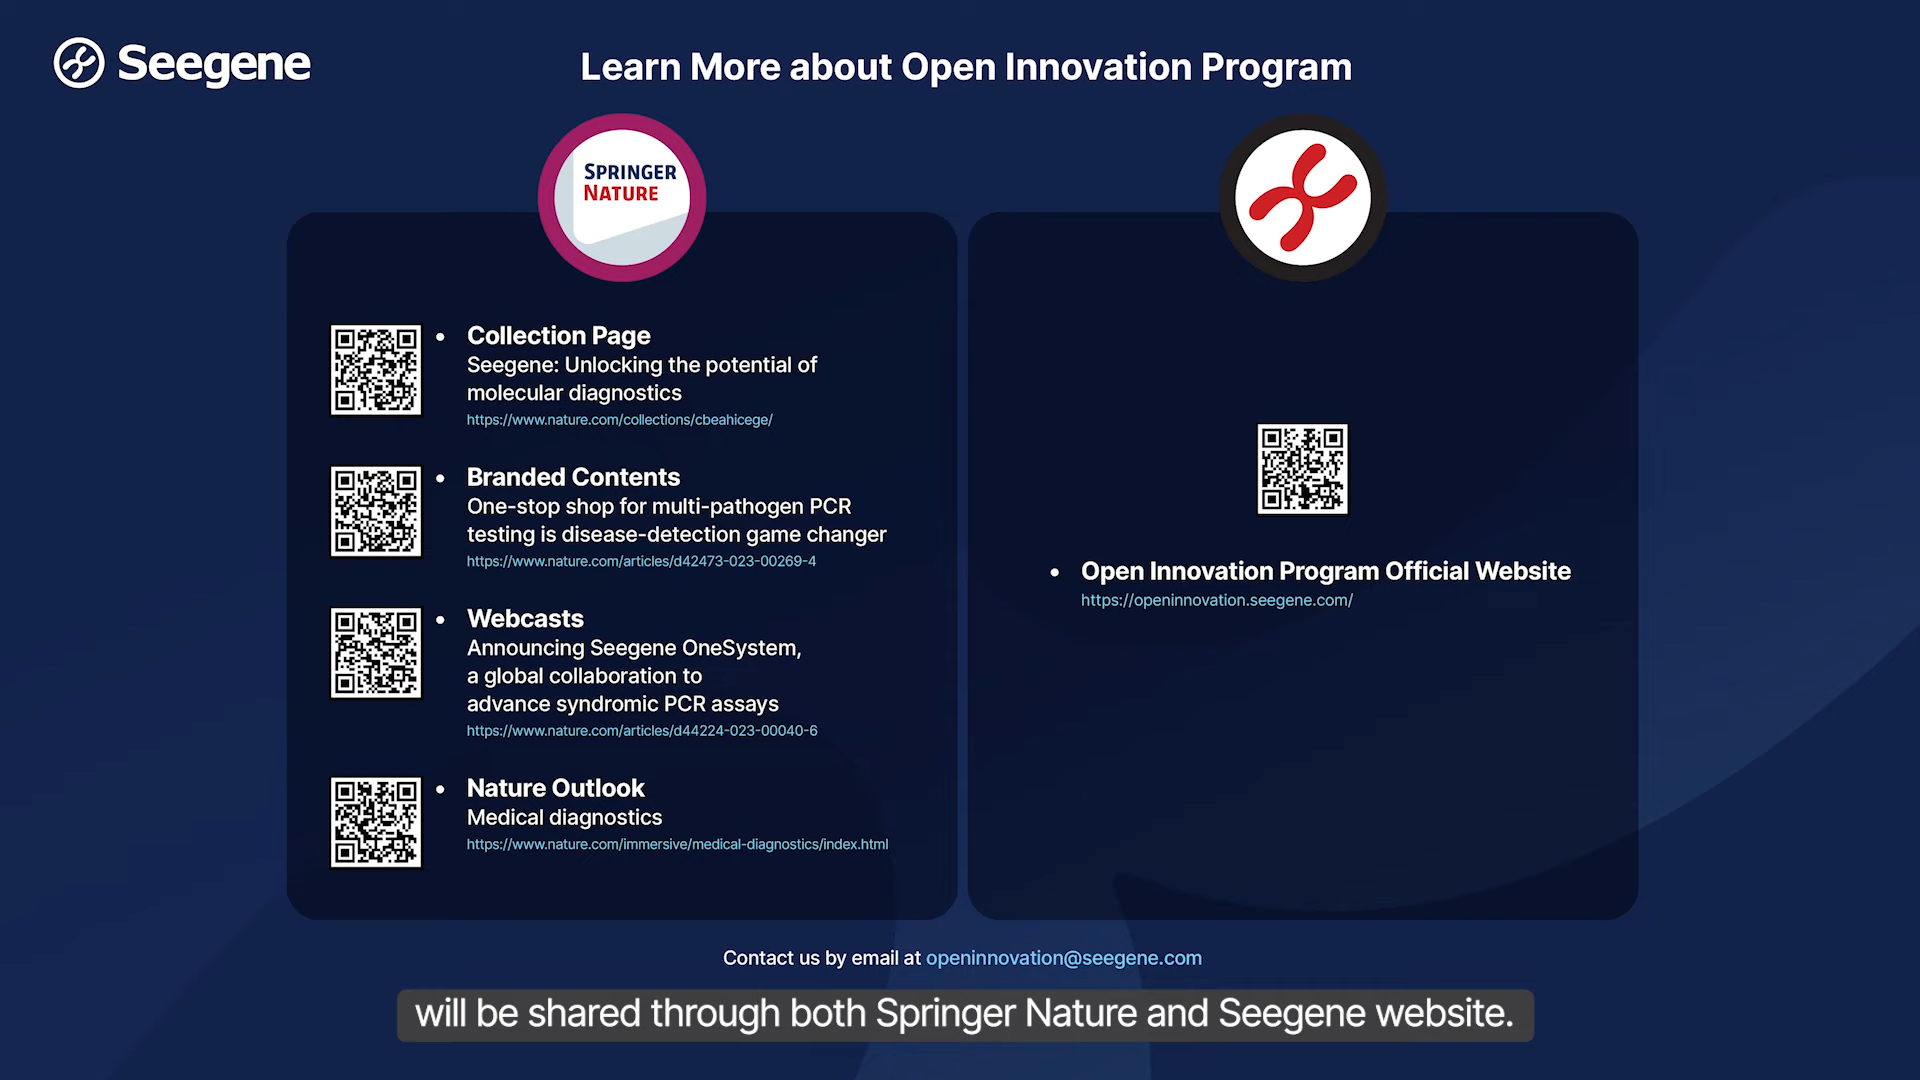 Seegene
Learn More about Open Innovation Program
SPRINGER
NATURE
• Collection Page
Seegene: Unlocking the potential of
molecular diagnostics
https://www.nature.com/collections/cbeahicege/
• Branded Contents
One-stop shop for multi-pathogen PCR
testing is disease-detection game changer
https://www.nature.com/articles/d42473-023-00269-4
• Webcasts
Announcing Seegene OneSystem,
a global collaboration to
advance syndromic PCR assays
https://www.nature.com/articles/d44224-023-00040-6
• Nature Outlook
Medical diagnostics
https://www.nature.com/immersive/medical-diagnostics/index.html
• Open Innovation Program Official Website
https://openinnovation.seegene.com/
Contact us by email at openinnovation@seegene.com
will be shared through both Springer Nature and Seegene website.